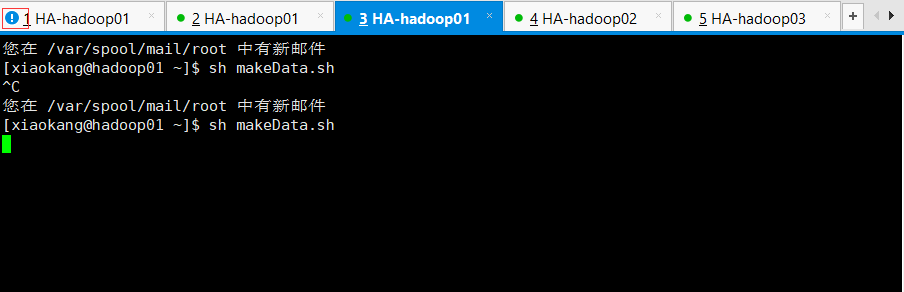 1 HA-hadoop01 × 2 HA-hadoop01 × 3 HA-hadoop01 × 4 HA-hadoop02 × 5 HA-hadoop03 × +
您在 /var/spool/mail/root 中有新邮件
[xiaokang@hadoop01 ~]$ sh makeData.sh
^C
您在 /var/spool/mail/root 中有新邮件
[xiaokang@hadoop01 ~]$ sh makeData.sh